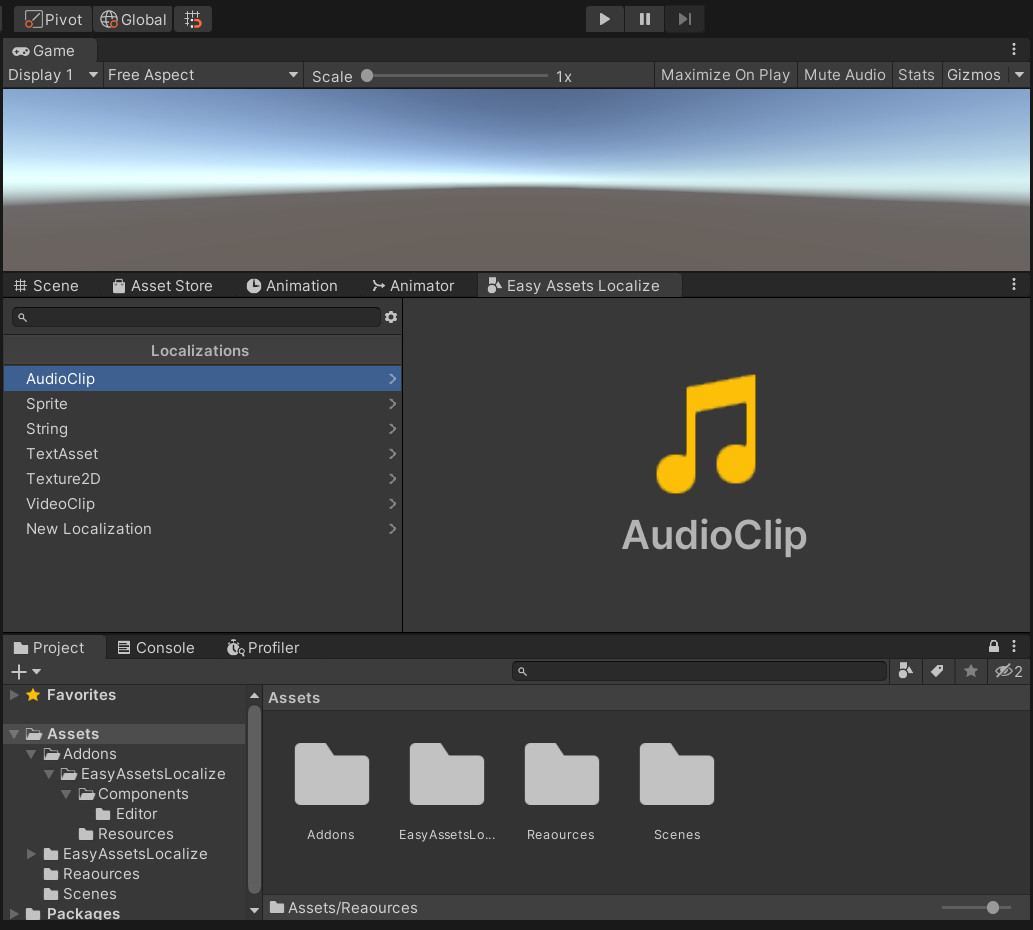 Pivot Global
Game
Display 1 Free Aspect Scale 1x Maximize On Play Mute Audio Stats Gizmos
Scene Asset Store Animation Animator Easy Assets Localize
Localizations
AudioClip
Sprite
String
TextAsset
Texture2D
VideoClip
New Localization
AudioClip
Project Console Profiler
2
Favorites
Assets
Addons
EasyAssetsLocalize
Components
Editor
Resources
EasyAssetsLocalize
Reaources
Scenes
Packages
Assets
Addons EasyAssetsLo... Reaources Scenes
Assets/Reaources